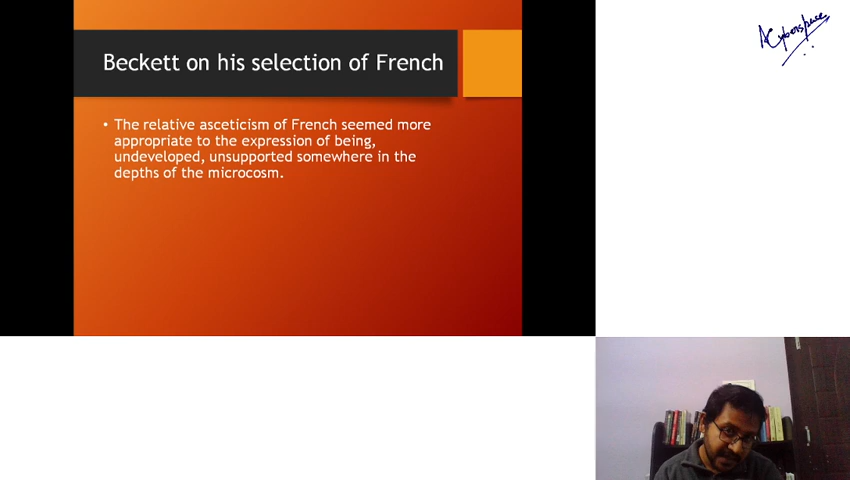 Beckett on his selection of French
• The relative asceticism of French seemed more
appropriate to the expression of being,
undeveloped, unsupported somewhere in the
depths of the microcosm.
Cyberspace